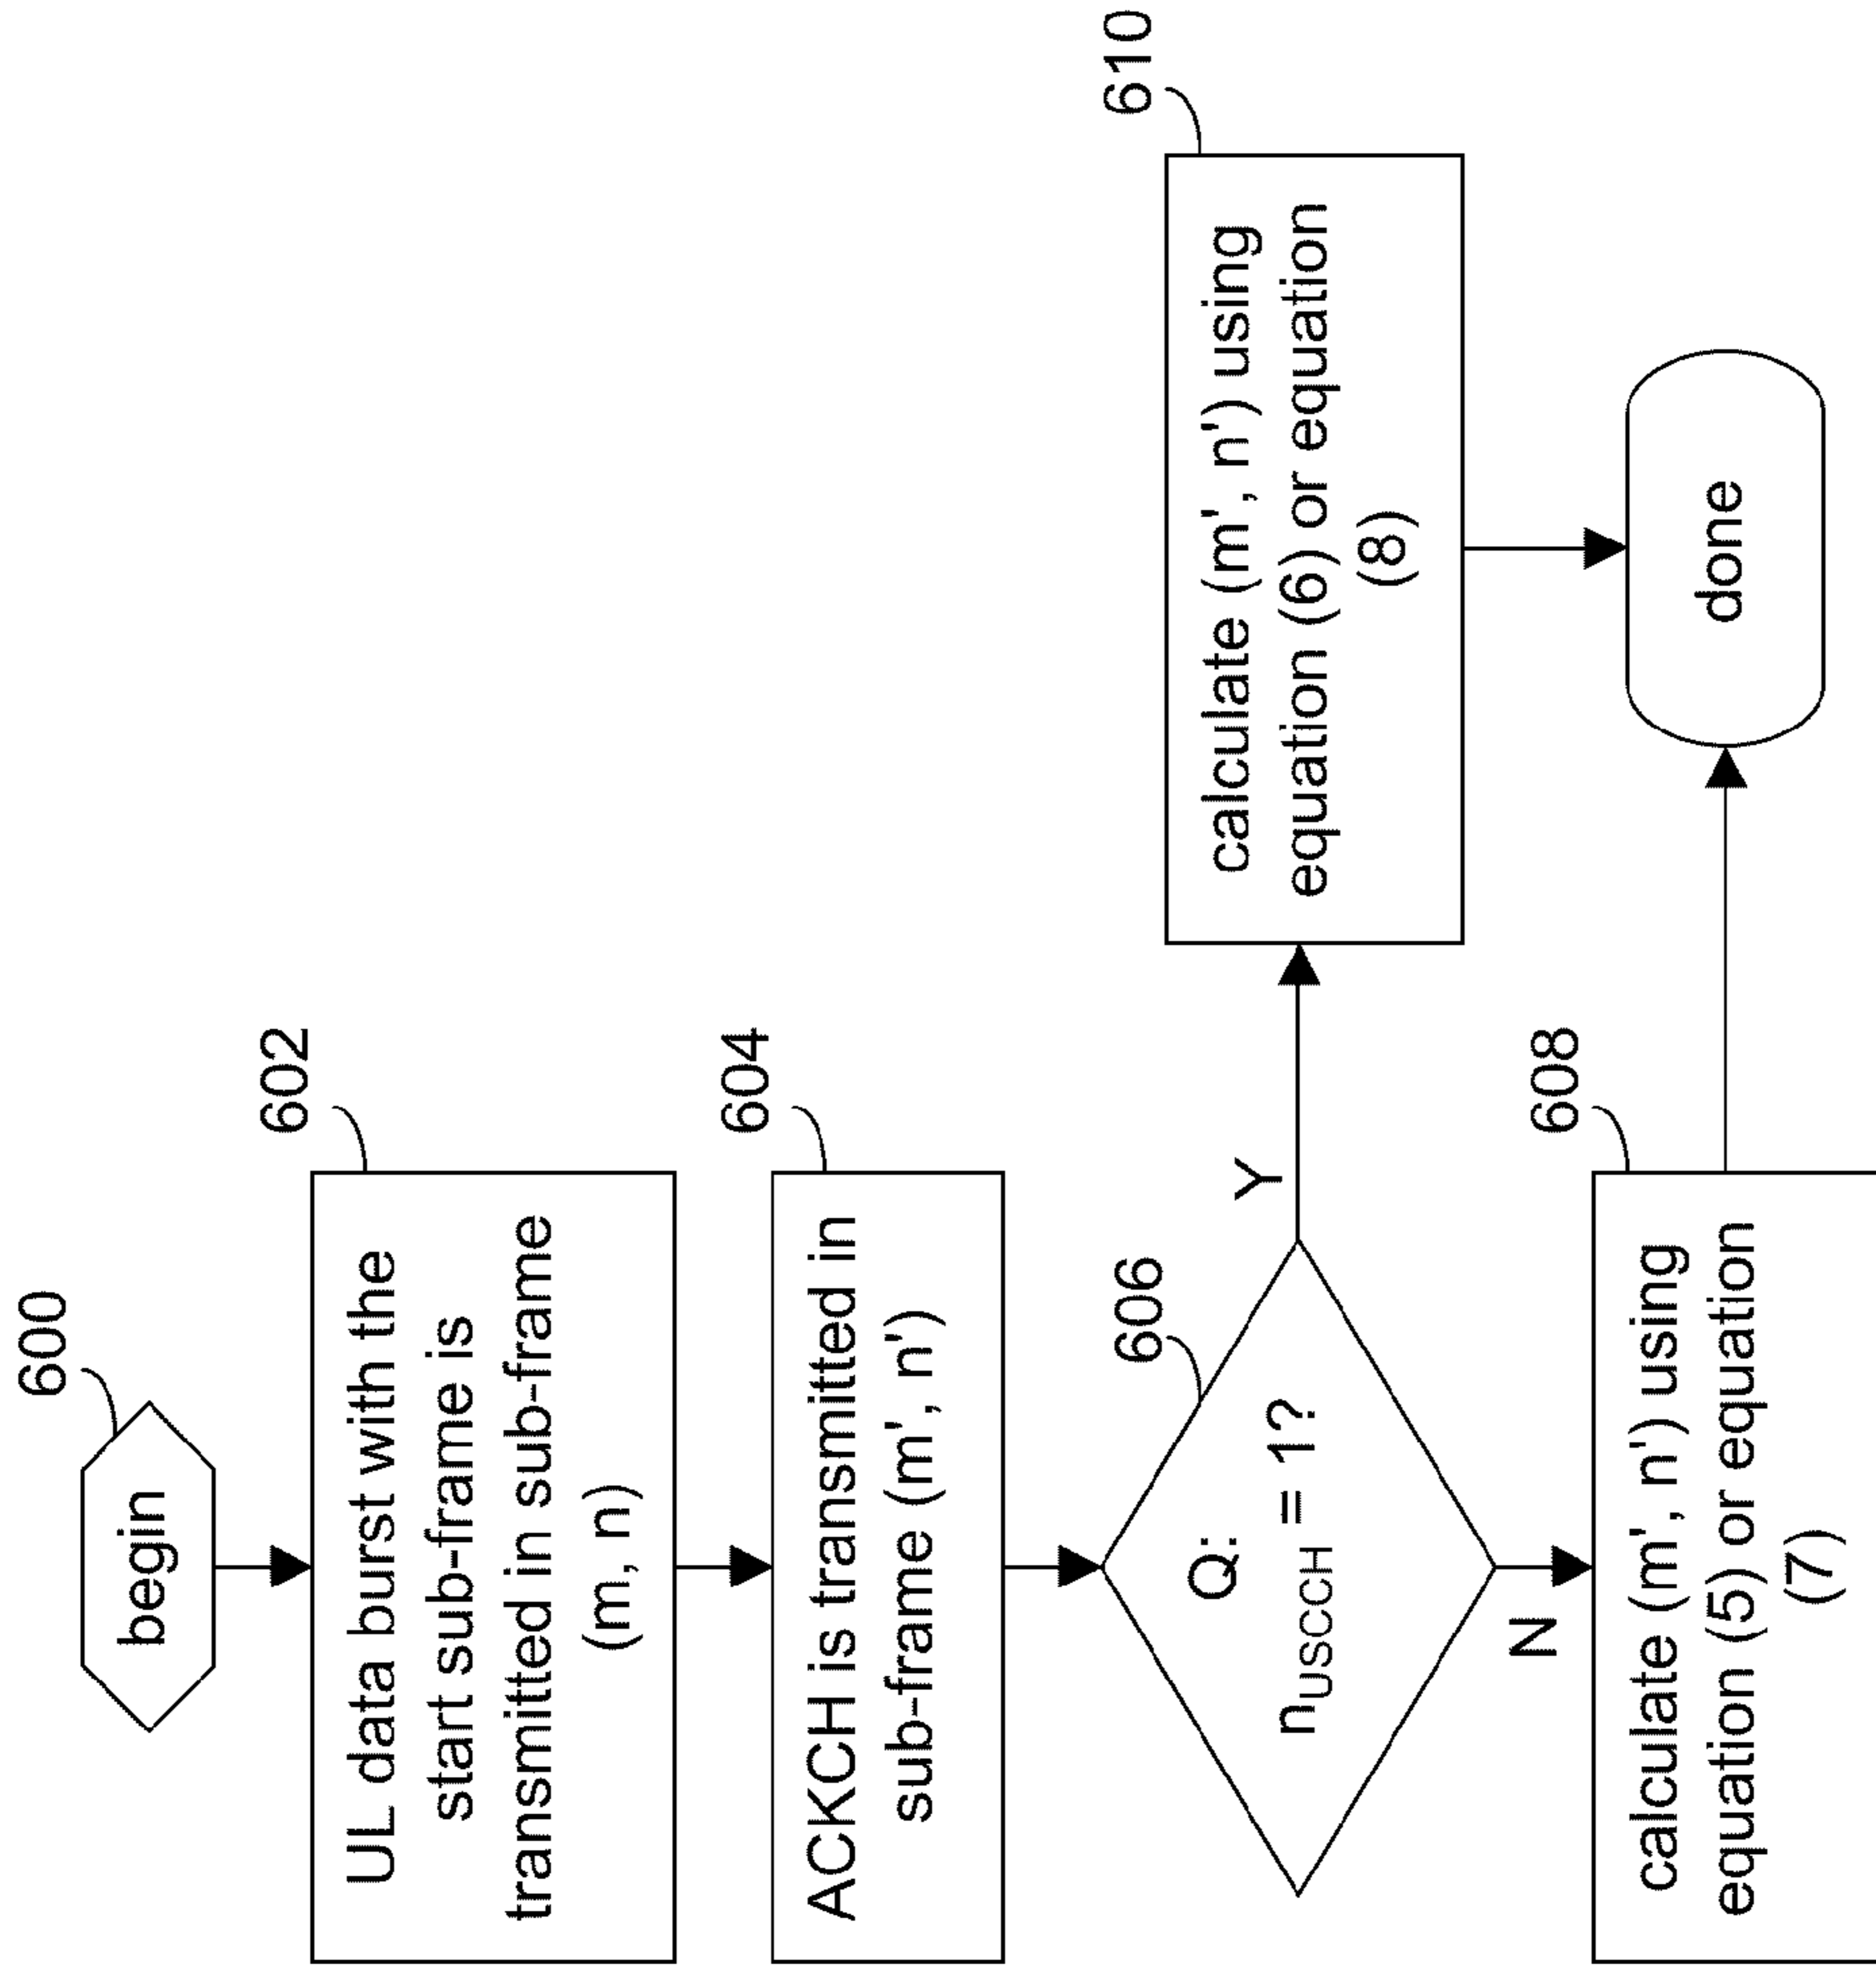 600
begin
602
UL data burst with the
start sub-frame is
transmitted in sub-frame
(m, n)
604
ACKCH is transmitted in
sub-frame (m', n')
606
Q:
nUSCCH = 1?
Y
N
610
calculate (m', n') using
equation (6) or equation
(8)
608
calculate (m', n') using
equation (5) or equation
(7)
done